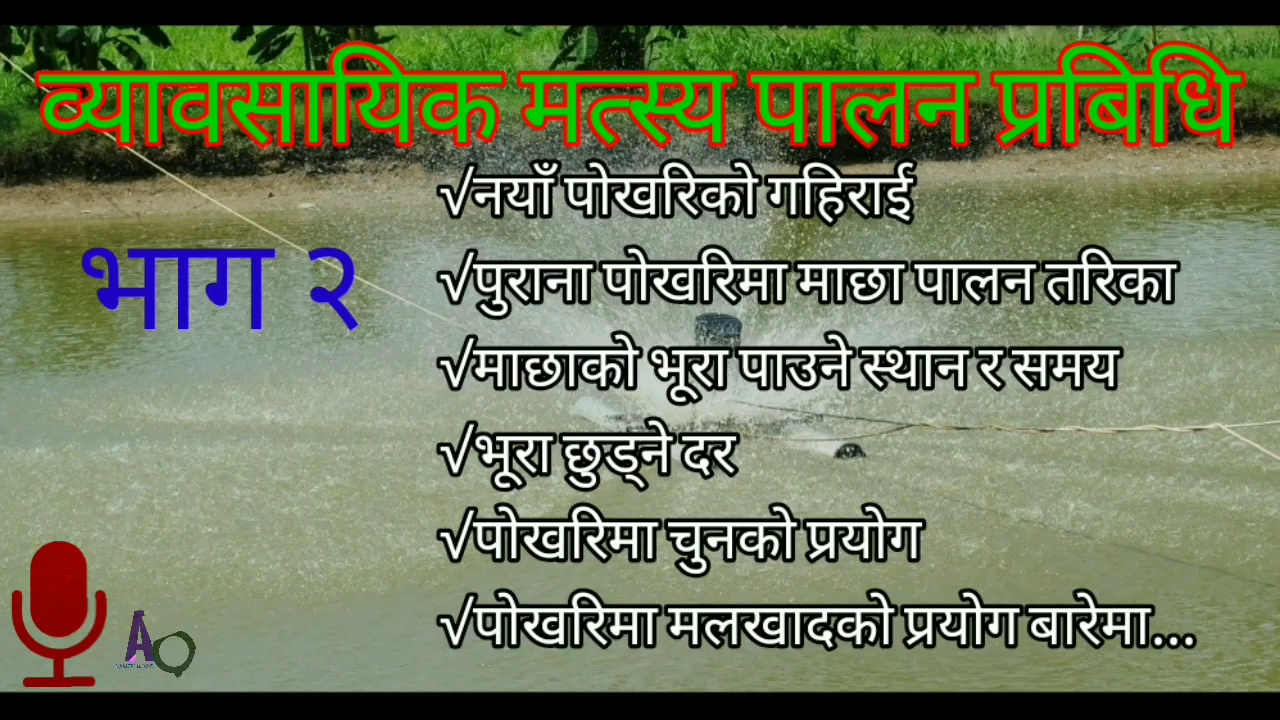 व्यावसायिक मत्स्य पालन प्रबिधि
भाग २
√नयाँ पोखरिको गहिराई
√पुराना पोखरिमा माछा पालन तरिका
√माछाको भूरा पाउने स्थान र समय
√भूरा छुड्ने दर
√पोखरिमा चुनको प्रयोग
√पोखरिमा मलखादको प्रयोग बारेमा...
A